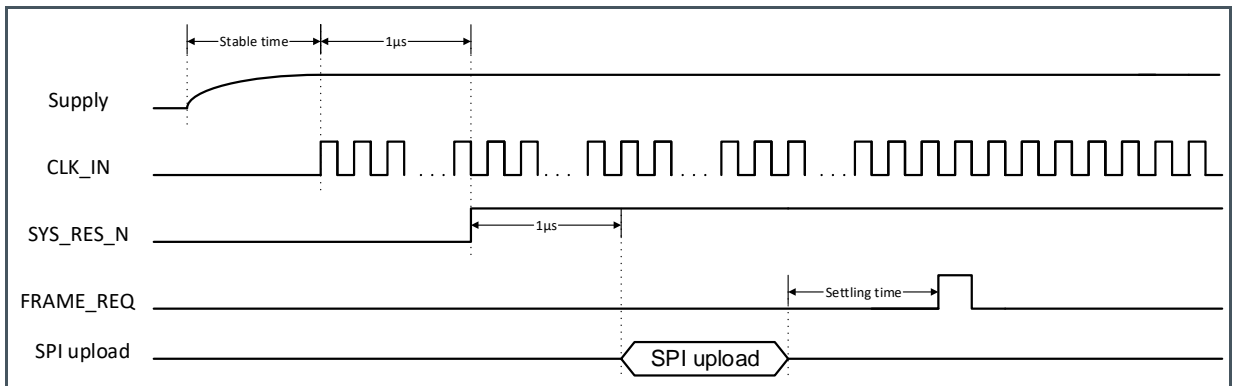 Stable time 1µs
Supply
CLK_IN
... ... ... ...
SYS_RES_N 1µs
FRAME_REQ Settling time
SPI upload SPI upload